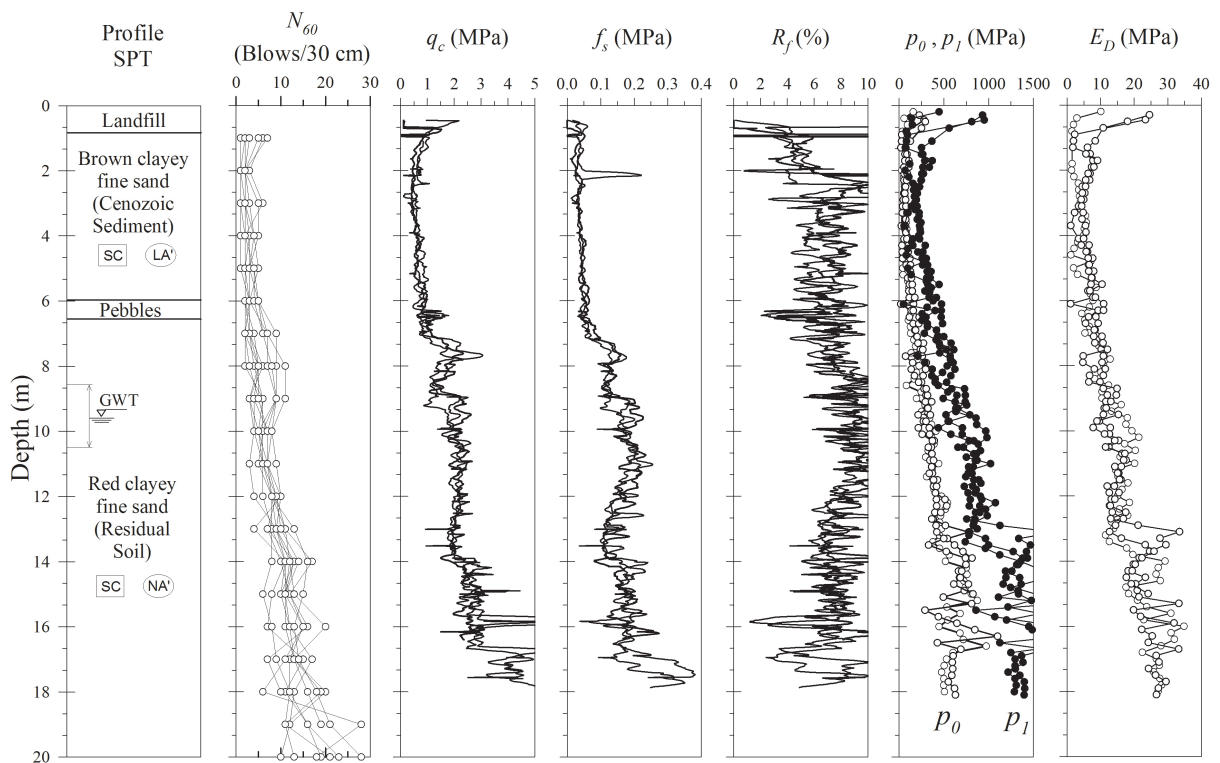 Profile
SPT
N60
(Blows/30 cm)
qc (MPa)
fs (MPa)
Rf (%)
p0 , p1 (MPa)
ED (MPa)
0 10 20 30
0 1 2 3 4 5
0.0 0.1 0.2 0.3 0.4
0 2 4 6 8 10
0 500 1000 1500
0 10 20 30 40
0
2
4
6
8
10
12
14
16
18
20
Depth (m)
Landfill
Brown clayey
fine sand
(Cenozoic
Sediment)
SC LA'
Pebbles
GWT
Red clayey
fine sand
(Residual
Soil)
SC NA'
p0
p1